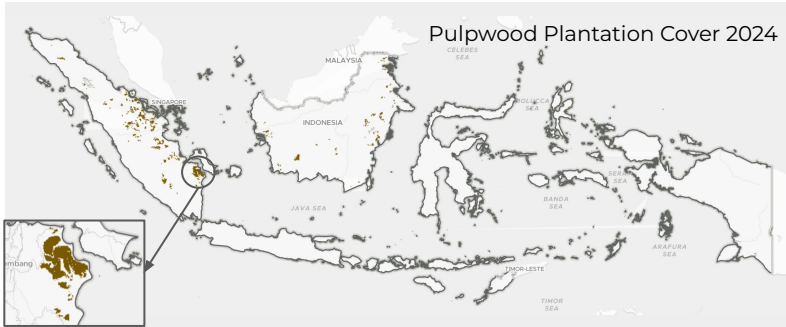 Pulpwood Plantation Cover 2024
CELEBES
SEA
MALAYSIA
SINGAPORE
MOLUCCA
SEA
INDONESIA
SERAM
SEA
JAVA SEA
BANDA
SEA
ARAFURA
SEA
TIMOR-LESTE
TIMOR
SEA
embang